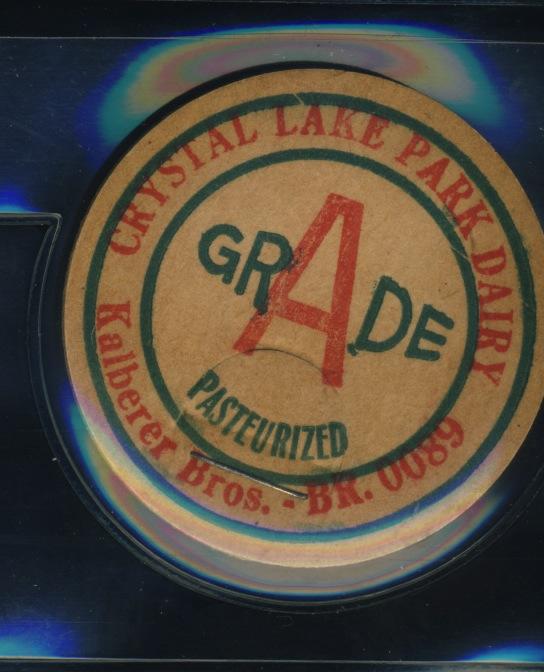 CRYSTAL LAKE PARK DAIRY
GRADE
PASTEURIZED
Kalberer Bros. - BR. 0089